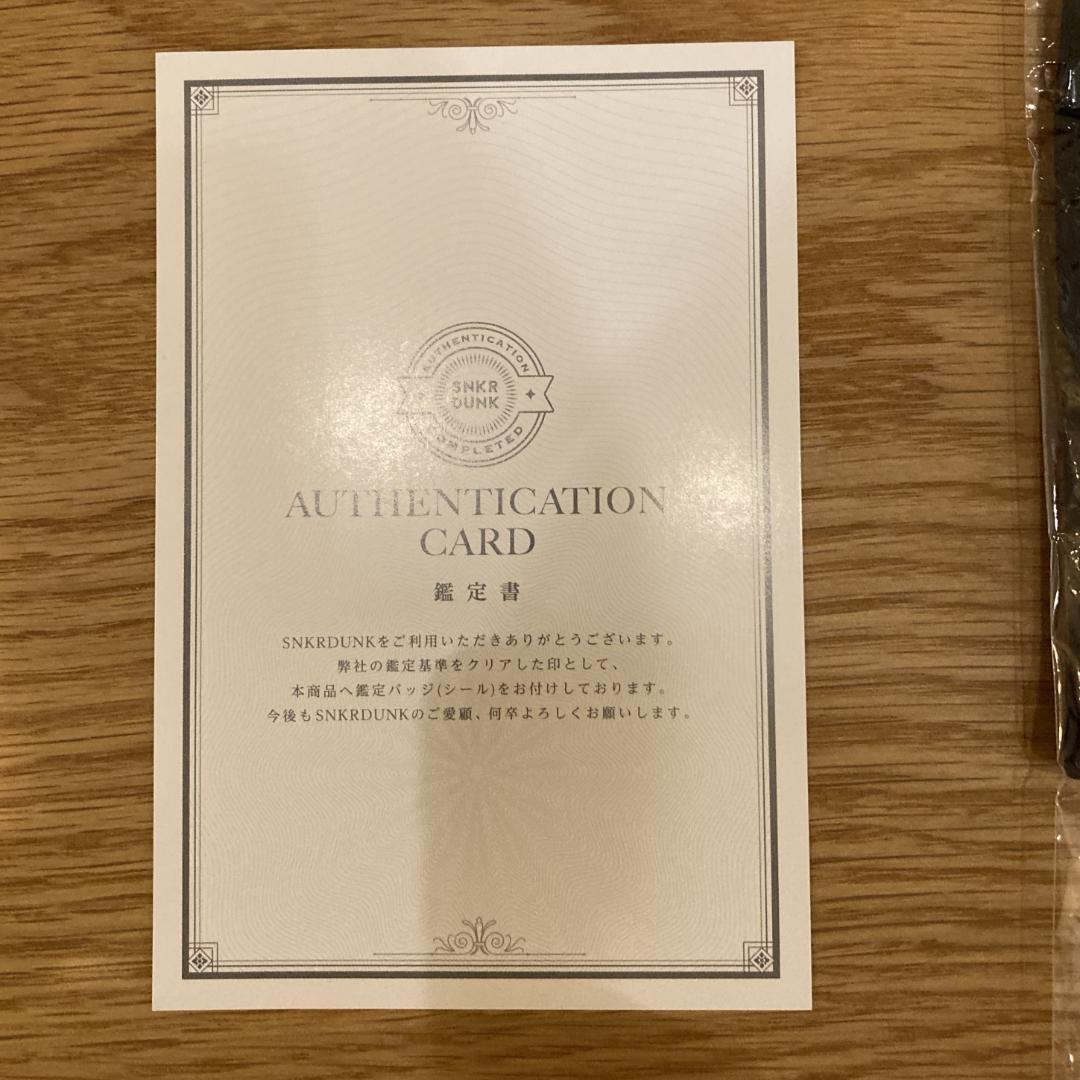 AUTHENTICATION
SNKR
DUNK
COMPLETED
AUTHENTICATION
CARD
鑑定書
SNKRDUNKをご利用いただきありがとうございます。
弊社の鑑定基準をクリアした印として、
本商品へ鑑定バッジ(シール)をお付けしております。
今後もSNKRDUNKのご愛顧、何卒よろしくお願いします。